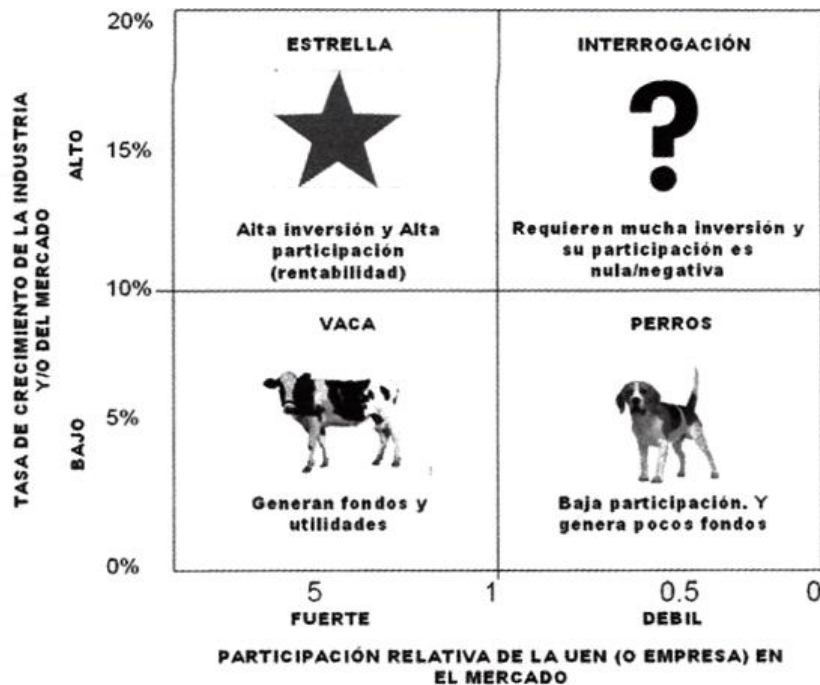 20%
ESTRELLA
INTERROGACIÓN
TASA DE CRECIMIENTO DE LA INDUSTRIA
Y/O DEL MERCADO
ALTO
15%
?
Alta inversión y Alta
participación
(rentabilidad)
Requieren mucha inversión y
su participación es
nula/negativa
10%
VACA
PERROS
BAJO
5%
Generan fondos y
utilidades
Baja participación. Y
genera pocos fondos
0%
5
1
0.5
0
FUERTE
DEBIL
PARTICIPACIÓN RELATIVA DE LA UEN (O EMPRESA) EN
EL MERCADO